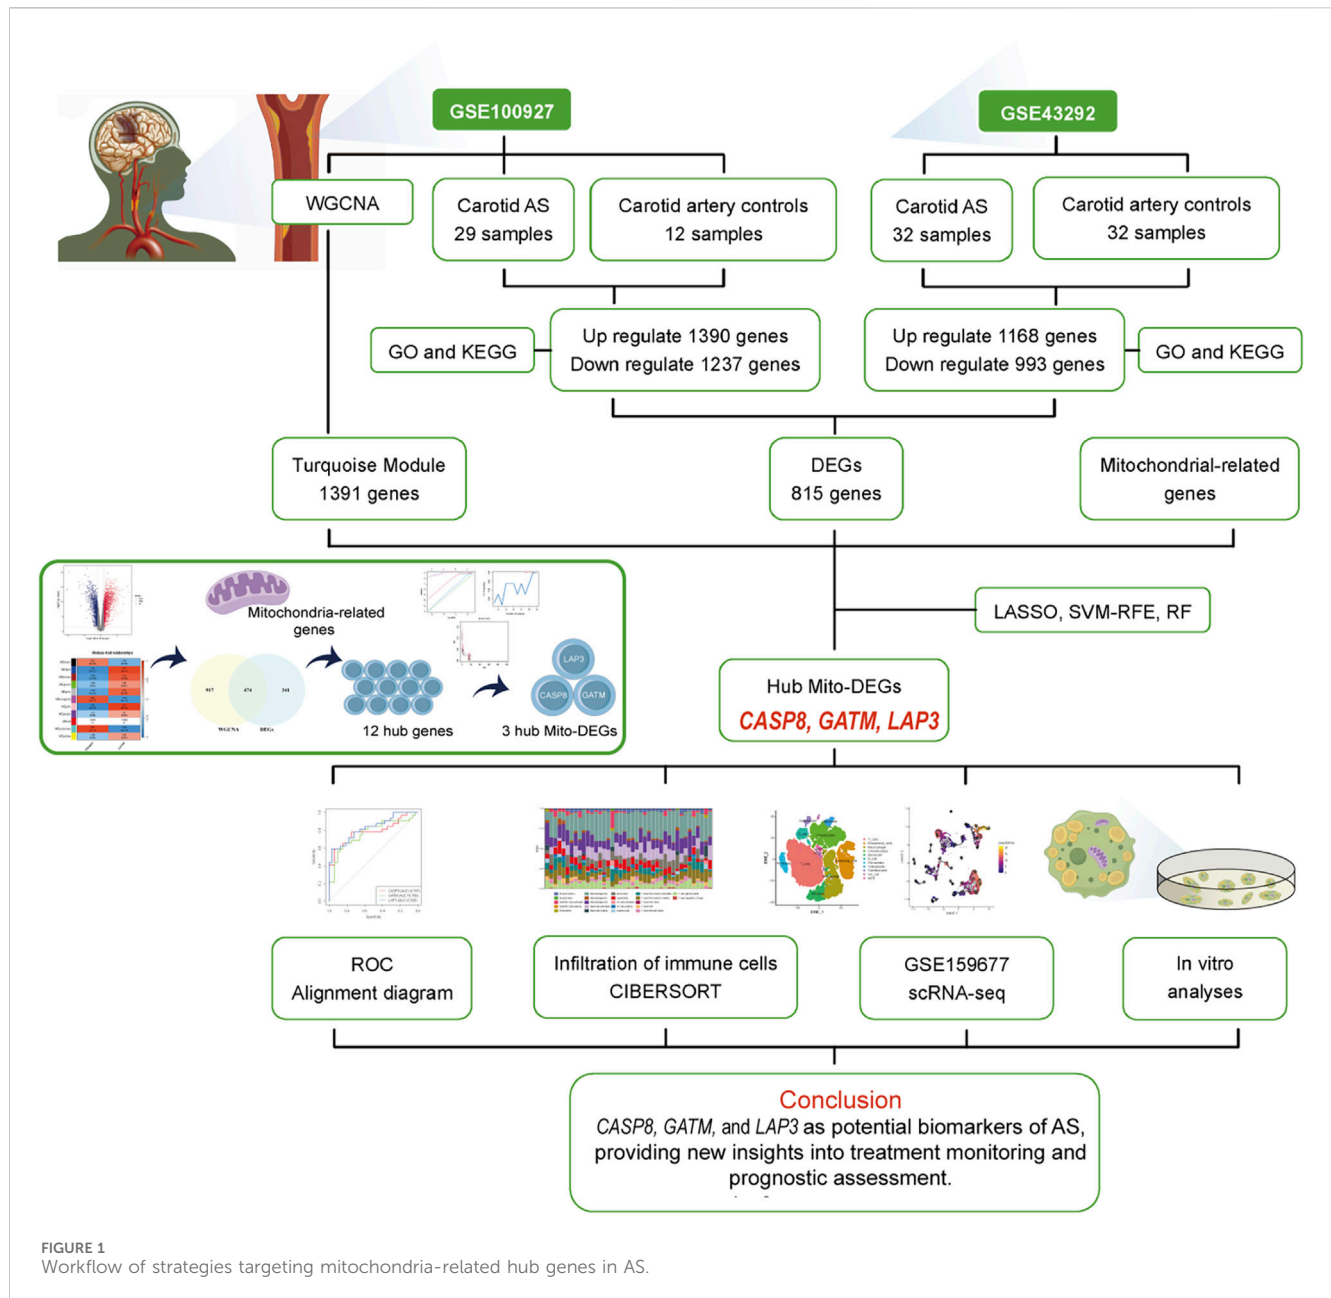 GSE100927
GSE43292
WGCNA
Carotid AS
29 samples
Carotid artery controls
12 samples
Carotid AS
32 samples
Carotid artery controls
32 samples
GO and KEGG
Up regulate 1390 genes
Down regulate 1237 genes
Up regulate 1168 genes
Down regulate 993 genes
GO and KEGG
Turquoise Module
1391 genes
DEGs
815 genes
Mitochondrial-related
genes
LASSO, SVM-RFE, RF
Mitochondria-related
genes
917
474
341
WGCNA
DEGs
12 hub genes
LAP3
CASP8
GATM
3 hub Mito-DEGs
Hub Mito-DEGs
CASP8, GATM, LAP3
ROC
Alignment diagram
Infiltration of immune cells
CIBERSORT
GSE159677
scRNA-seq
In vitro
analyses
Conclusion
CASP8, GATM, and LAP3 as potential biomarkers of AS,
providing new insights into treatment monitoring and
prognostic assessment.
FIGURE 1
Workflow of strategies targeting mitochondria-related hub genes in AS.